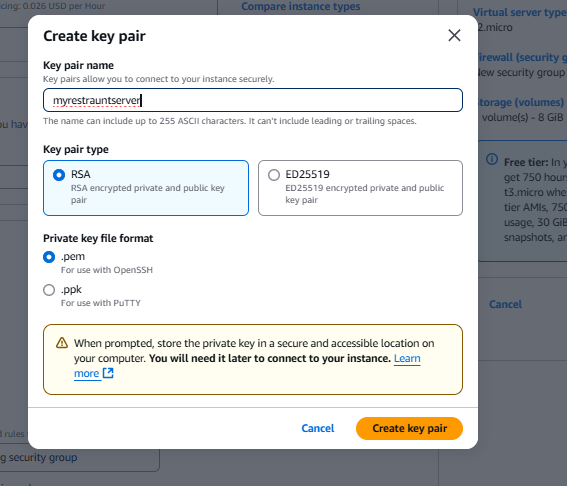 cing: 0.026 USD per Hour
Compare instance types
Virtual server type
2.micro
Firewall (security g
New security group
Storage (volumes)
volume(s) - 8 GiB
Free tier: In y
get 750 hours
t3.micro whe
tier AMIs, 750
usage, 30 GiB
snapshots, an
Cancel
u have
d rules
g security group
Create key pair
Key pair name
Key pairs allow you to connect to your instance securely.
myrestrauntserver
The name can include up to 255 ASCII characters. It can't include leading or trailing spaces.
Key pair type
RSA
RSA encrypted private and public key
pair
ED25519
ED25519 encrypted private and public
key pair
Private key file format
.pem
For use with OpenSSH
.ppk
For use with PuTTY
When prompted, store the private key in a secure and accessible location on
your computer. You will need it later to connect to your instance. Learn
more
Cancel
Create key pair